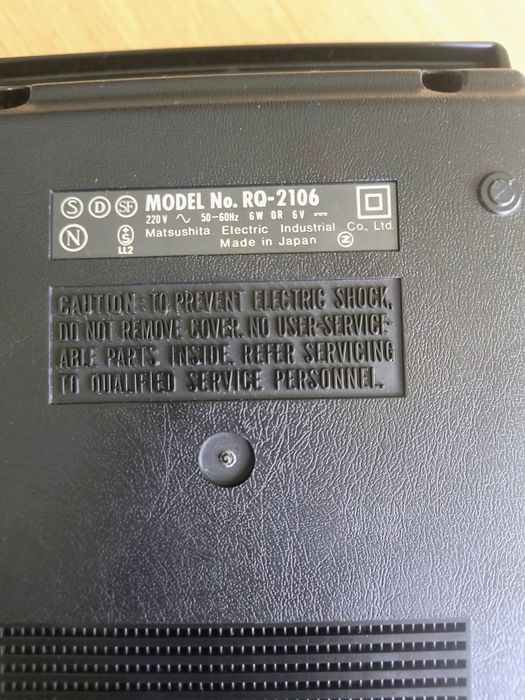 S D SF MODEL No. RQ-2106
220V ∿ 50-60Hz 6W OR 6V ⎓
N S Matsushita Electric Industrial Co., Ltd.
LL2 Made in Japan Z
CAUTION: TO PREVENT ELECTRIC SHOCK,
DO NOT REMOVE COVER. NO USER-SERVICE-
ABLE PARTS INSIDE. REFER SERVICING
TO QUALIFIED SERVICE PERSONNEL.